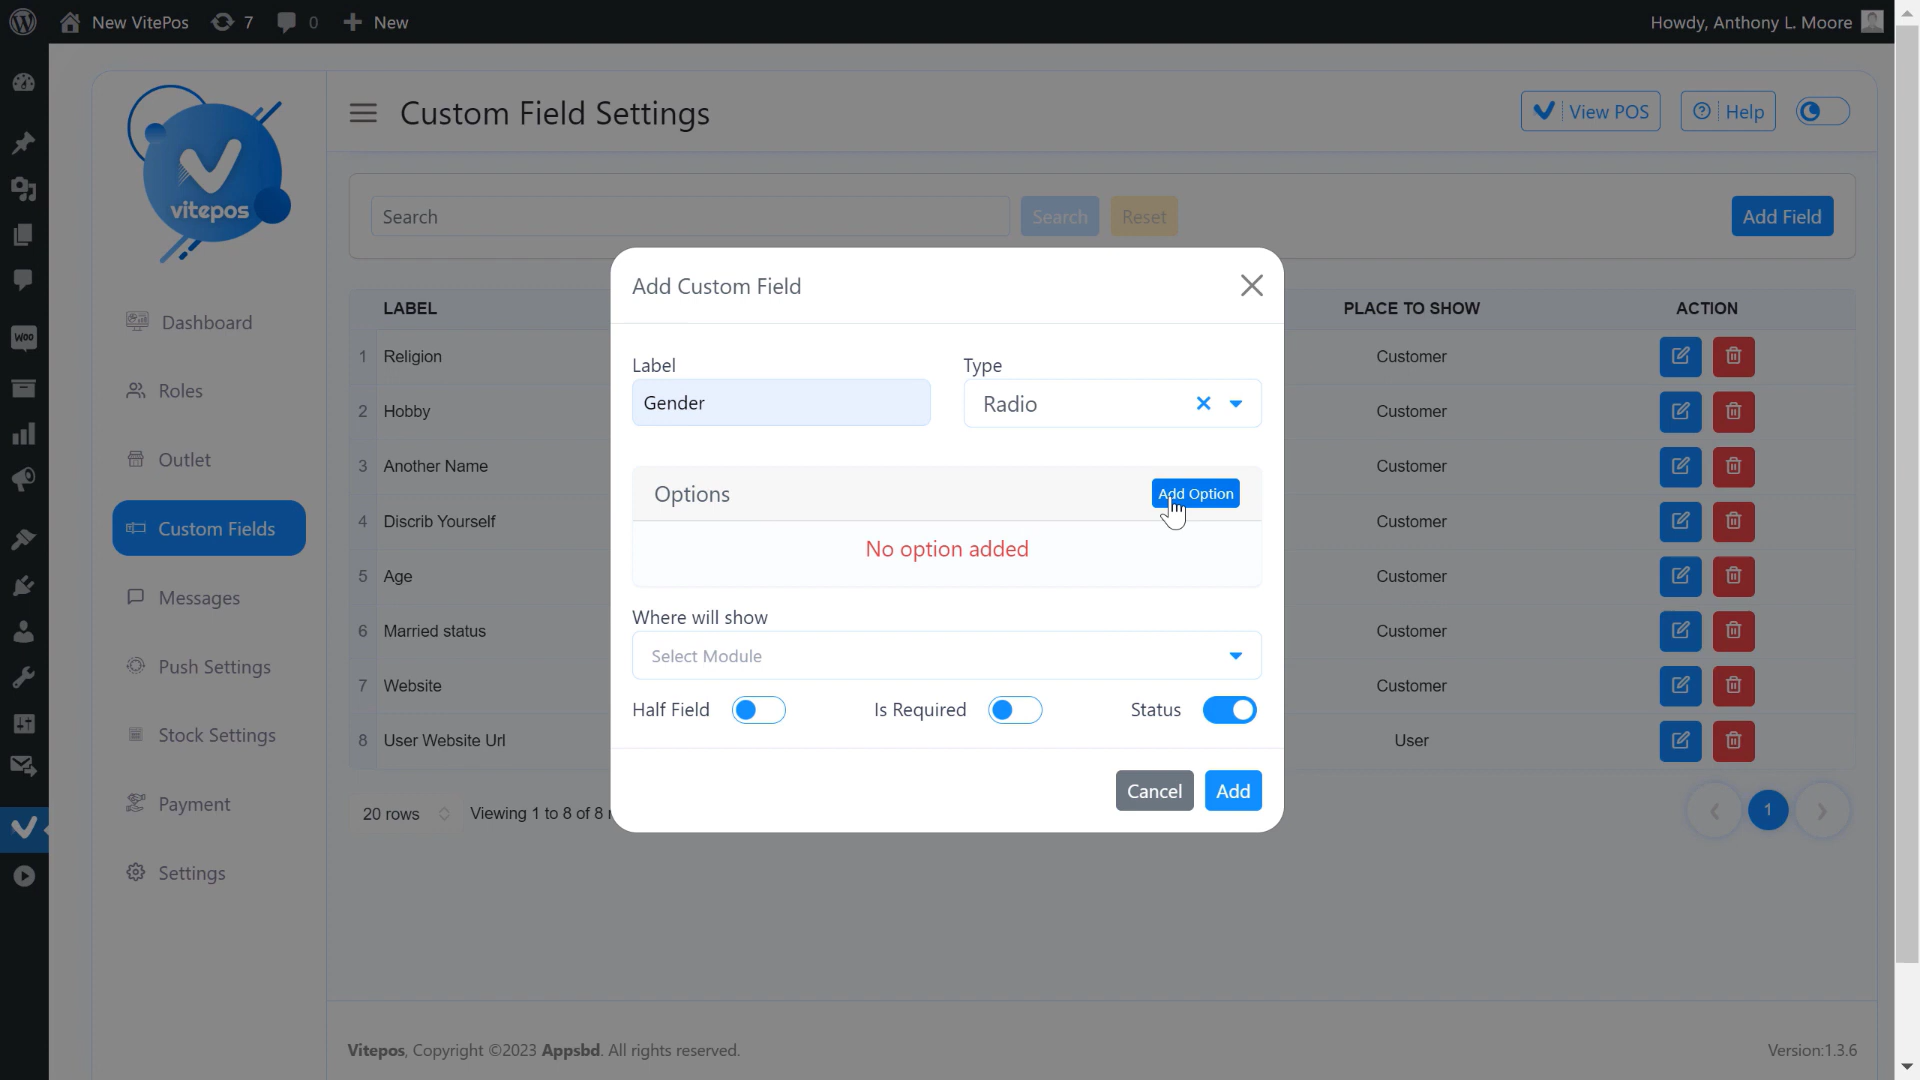 New VitePos 7 0 New Howdy, Anthony L. Moore
vitepos
Custom Field Settings View POS Help
Search Search Reset Add Field
LABEL PLACE TO SHOW ACTION
1 Religion Customer
2 Hobby Customer
3 Another Name Customer
4 Discrib Yourself Customer
5 Age Customer
6 Married status Customer
7 Website Customer
8 User Website Url User
20 rows Viewing 1 to 8 of 8 1
Dashboard
Roles
Outlet
Custom Fields
Messages
Push Settings
Stock Settings
Payment
Settings
Woo
Add Custom Field
Label Type
Gender Radio
Options Add Option
No option added
Where will show
Select Module
Half Field Is Required Status
Cancel Add
Vitepos, Copyright ©2023 Appsbd. All rights reserved. Version:1.3.6